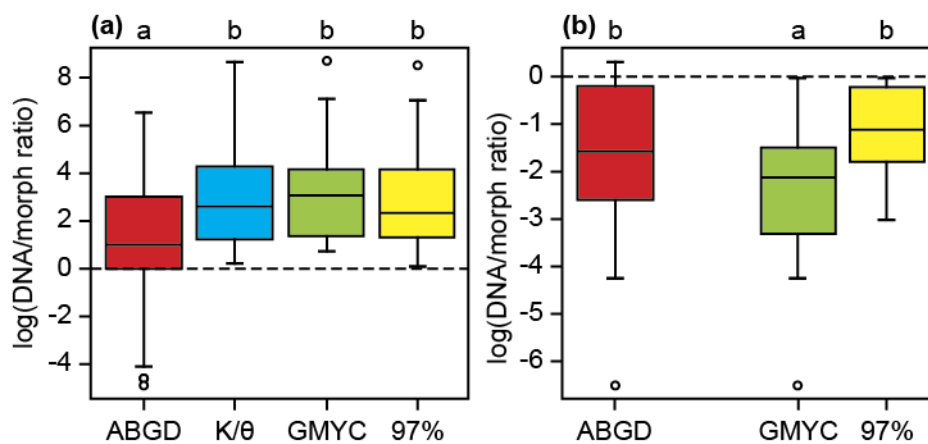 (a) a b b b
log(DNA/morph ratio)
8
6
4
2
0
-2
-4
ABGD K/θ GMYC 97%
(b) b a b
log(DNA/morph ratio)
0
-1
-2
-3
-4
-5
-6
ABGD GMYC 97%